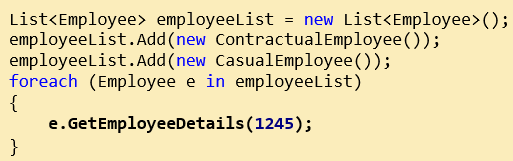 List<Employee> employeeList = new List<Employee>();
employeeList.Add(new ContractualEmployee());
employeeList.Add(new CasualEmployee());
foreach (Employee e in employeeList)
{
    e.GetEmployeeDetails(1245);
}